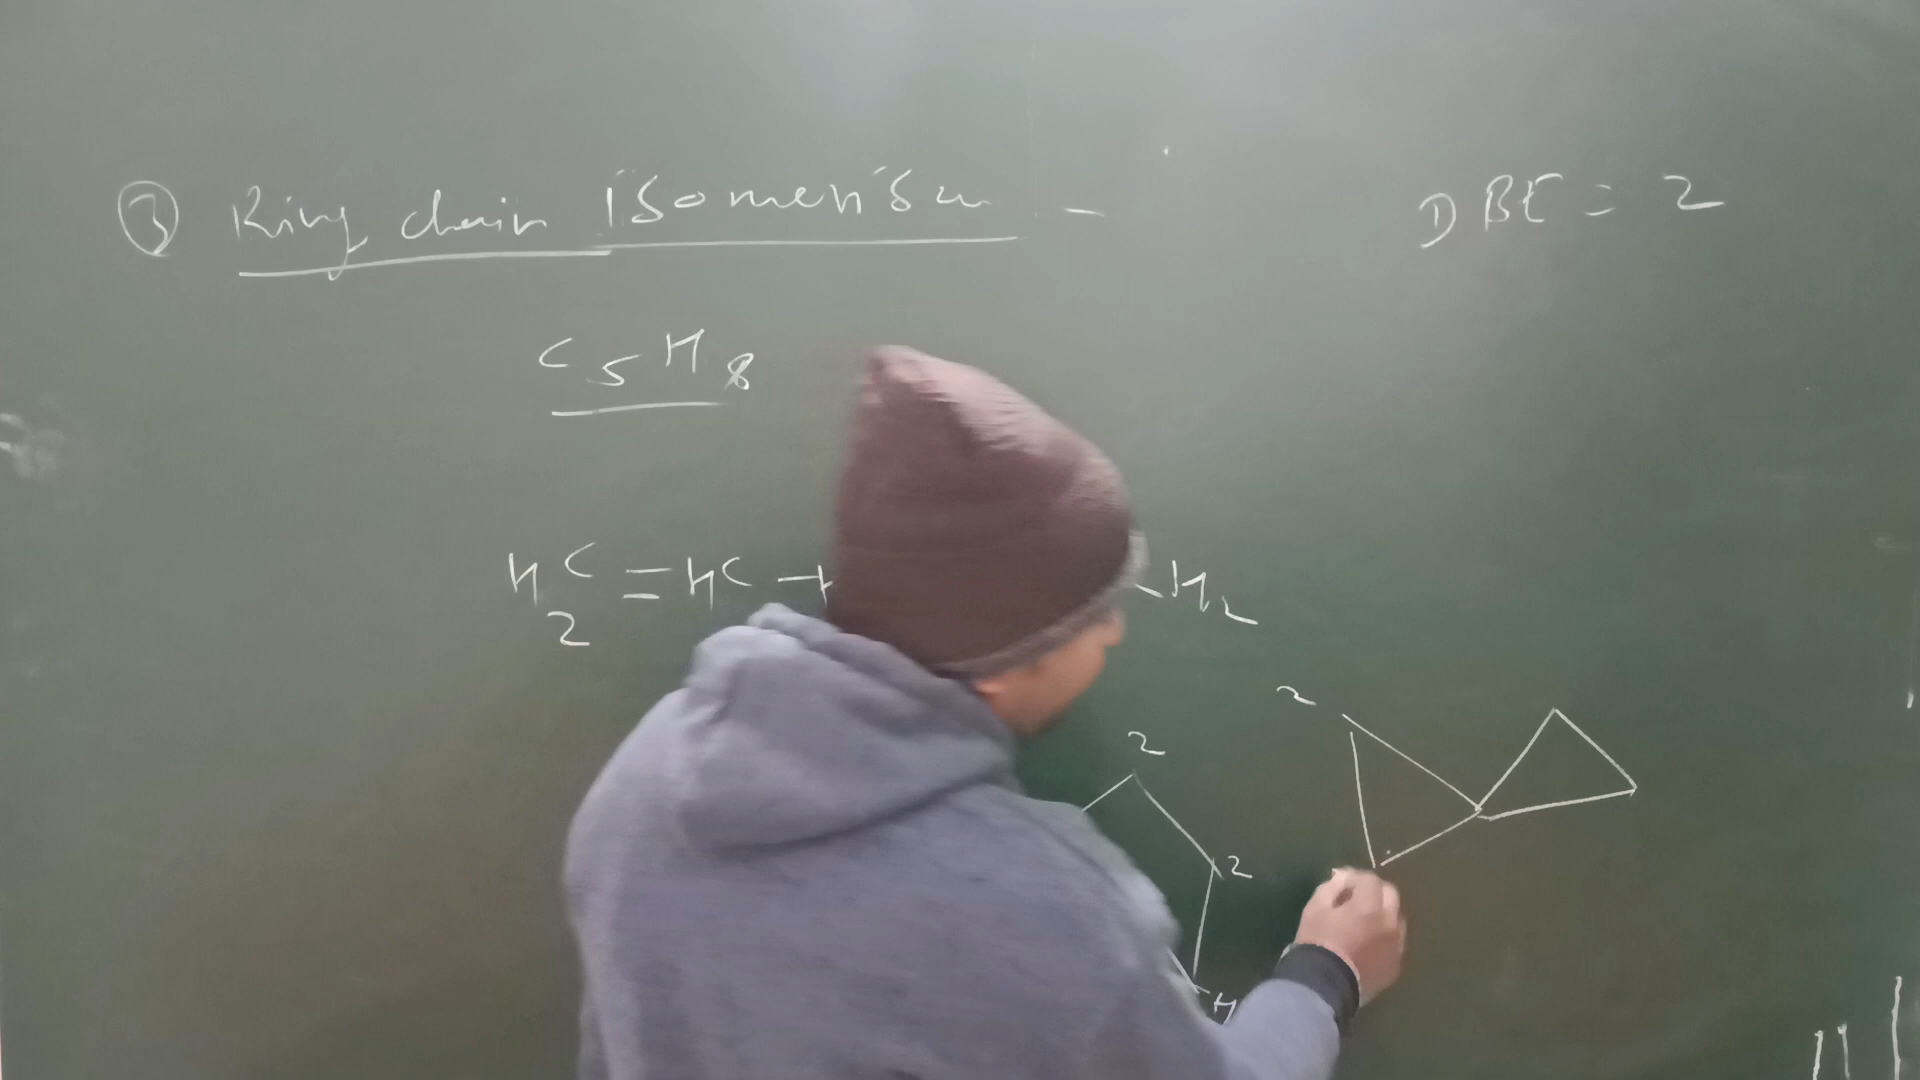 ③ Ring chain isomerism - DBE = 2
C5H8
H2C = HC - H2
2
2
2
H